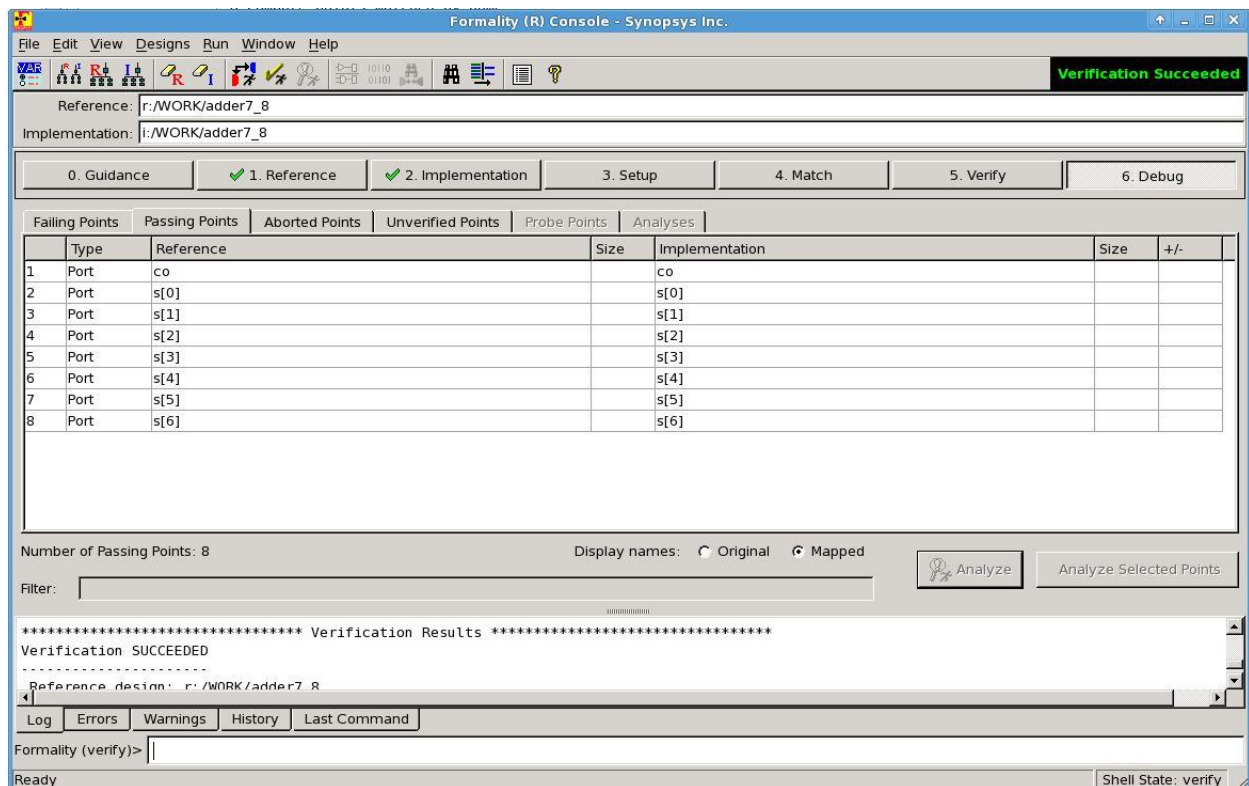 Formality (R) Console - Synopsys Inc.
File Edit View Designs Run Window Help
VAR
Verification Succeeded
Reference: r:/WORK/adder7_8
Implementation: i:/WORK/adder7_8
0. Guidance 1. Reference 2. Implementation 3. Setup 4. Match 5. Verify 6. Debug
Failing Points Passing Points Aborted Points Unverified Points Probe Points Analyses
Type Reference Size Implementation Size +/-
1 Port co co
2 Port s[0] s[0]
3 Port s[1] s[1]
4 Port s[2] s[2]
5 Port s[3] s[3]
6 Port s[4] s[4]
7 Port s[5] s[5]
8 Port s[6] s[6]
Number of Passing Points: 8 Display names: Original Mapped
Analyze Analyze Selected Points
Filter:
********************************* Verification Results *********************************
Verification SUCCEEDED
----------------------
Reference design: r:/WORK/adder7_8
Log Errors Warnings History Last Command
Formality (verify)>
Ready Shell State: verify